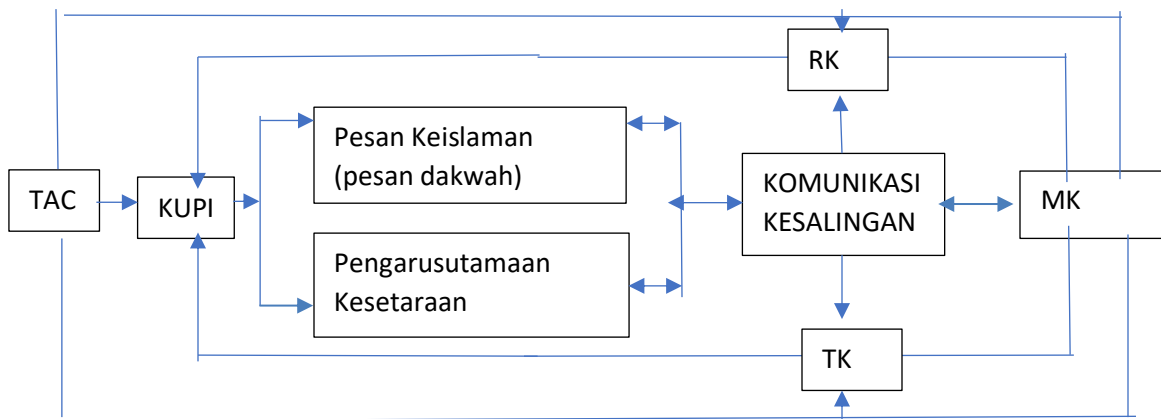 RK
Pesan Keislaman
(pesan dakwah)
TAC
KUPI
KOMUNIKASI
KESALINGAN
MK
Pengarusutamaan
Kesetaraan
TK